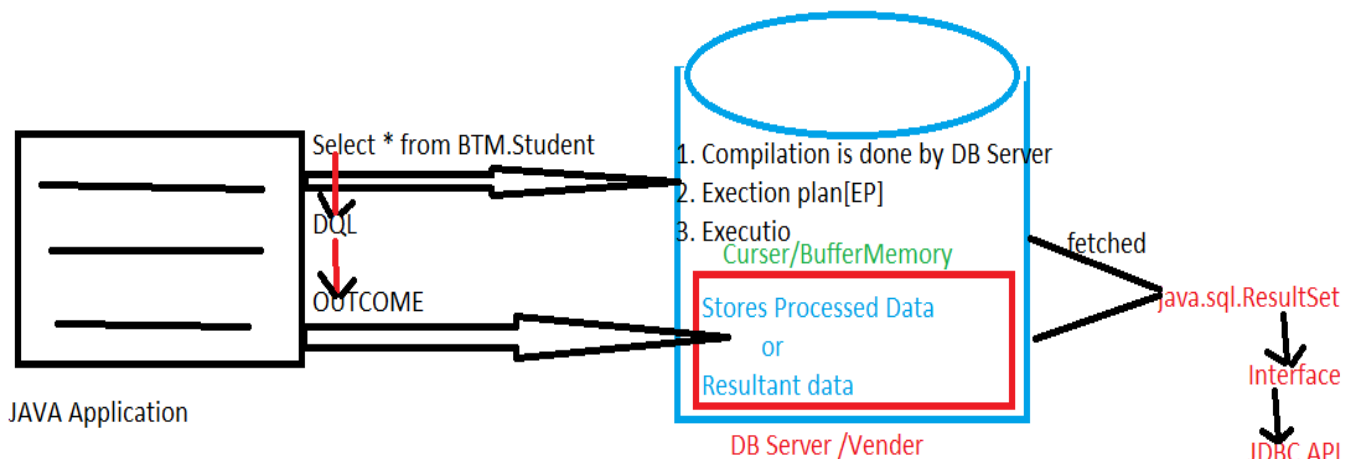 Select * from BTM.Student
DQL
OUTCOME
JAVA Application
1. Compilation is done by DB Server
2. Exection plan[EP]
3. Executio
Curser/BufferMemory
Stores Processed Data
or
Resultant data
DB Server /Vender
fetched
java.sql.ResultSet
Interface
JDBC API